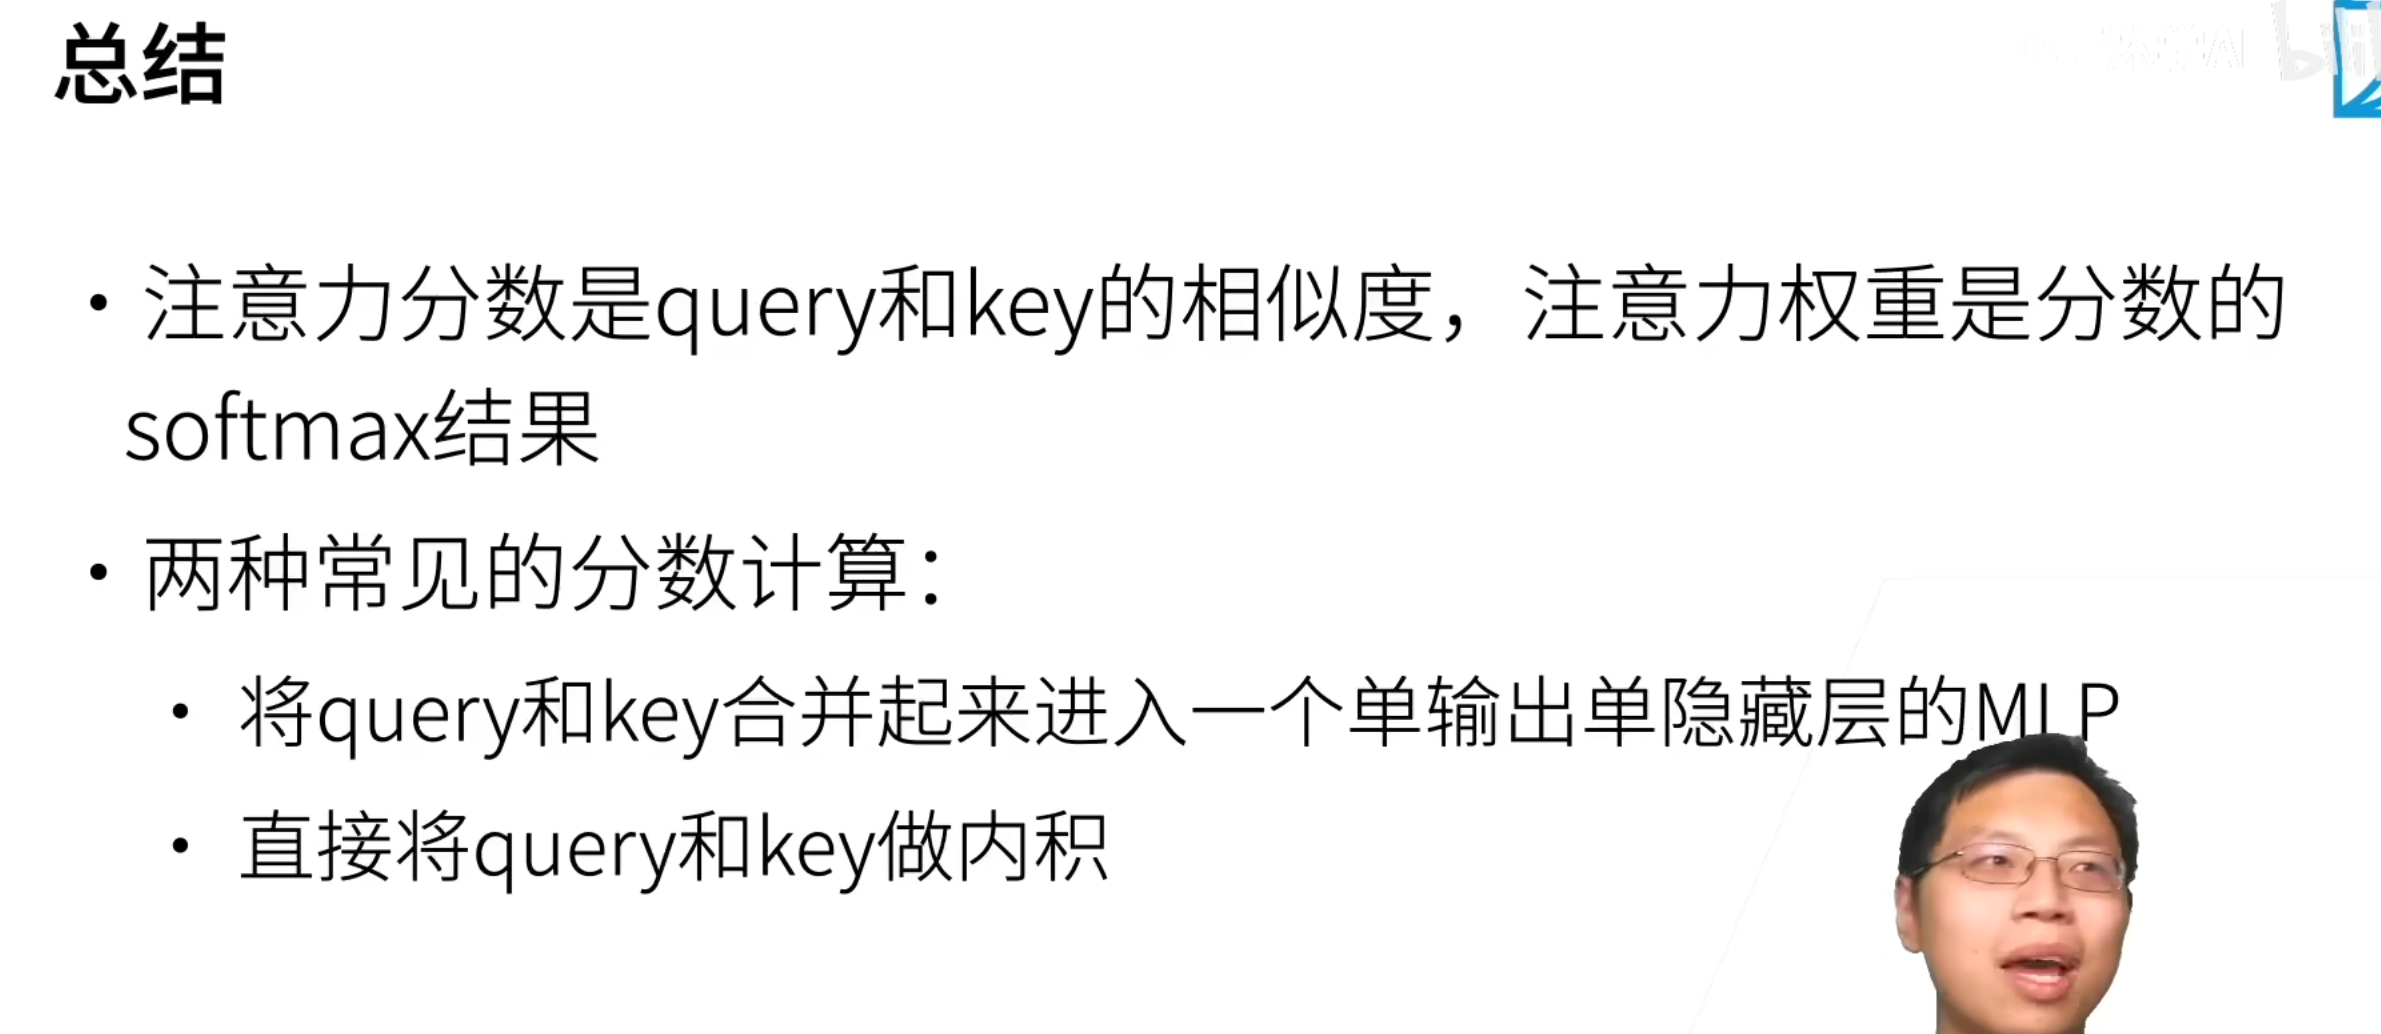 总结
• 注意力分数是query和key的相似度，注意力权重是分数的
softmax结果
• 两种常见的分数计算：
• 将query和key合并起来进入一个单输出单隐藏层的MLP
• 直接将query和key做内积